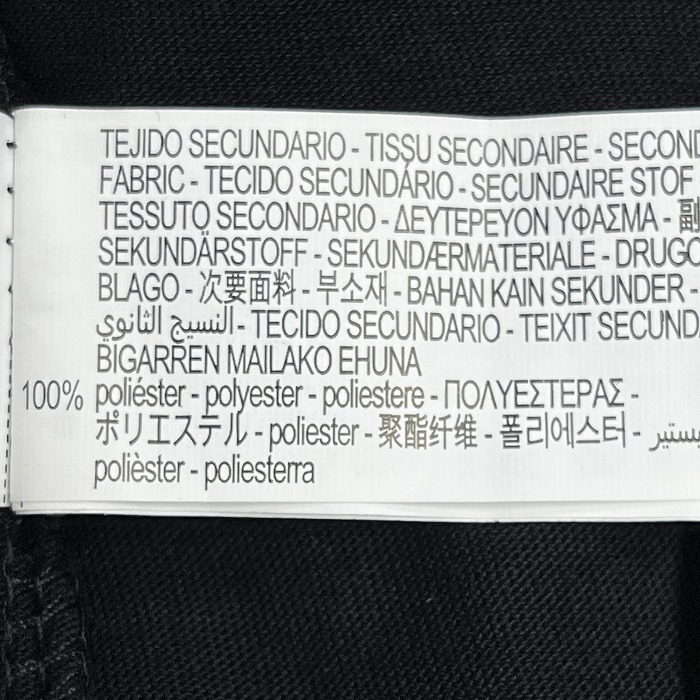 TEJIDO SECUNDARIO - TISSU SECONDAIRE - SECOND
FABRIC - TECIDO SECUNDÁRIO - SECUNDAIRE STOF
TESSUTO SECONDARIO - ΔΕΥΤΕΡΕΥΟΝ ΥΦΑΣΜΑ - 副
SEKUNDÄRSTOFF - SEKUNDÆRMATERIALE - DRUGO
BLAGO - 次要面料 - 부소재 - BAHAN KAIN SEKUNDER -
النسيج الثانوي - TECIDO SECUNDARIO - TEIXIT SECUND
BIGARREN MAILAKO EHUNA
100% poliéster - polyester - poliestere - ΠΟΛΥΕΣΤΕΡΑΣ -
ポリエステル - poliester - 聚酯纤维 - 폴리에스터 -
polièster - poliesterra